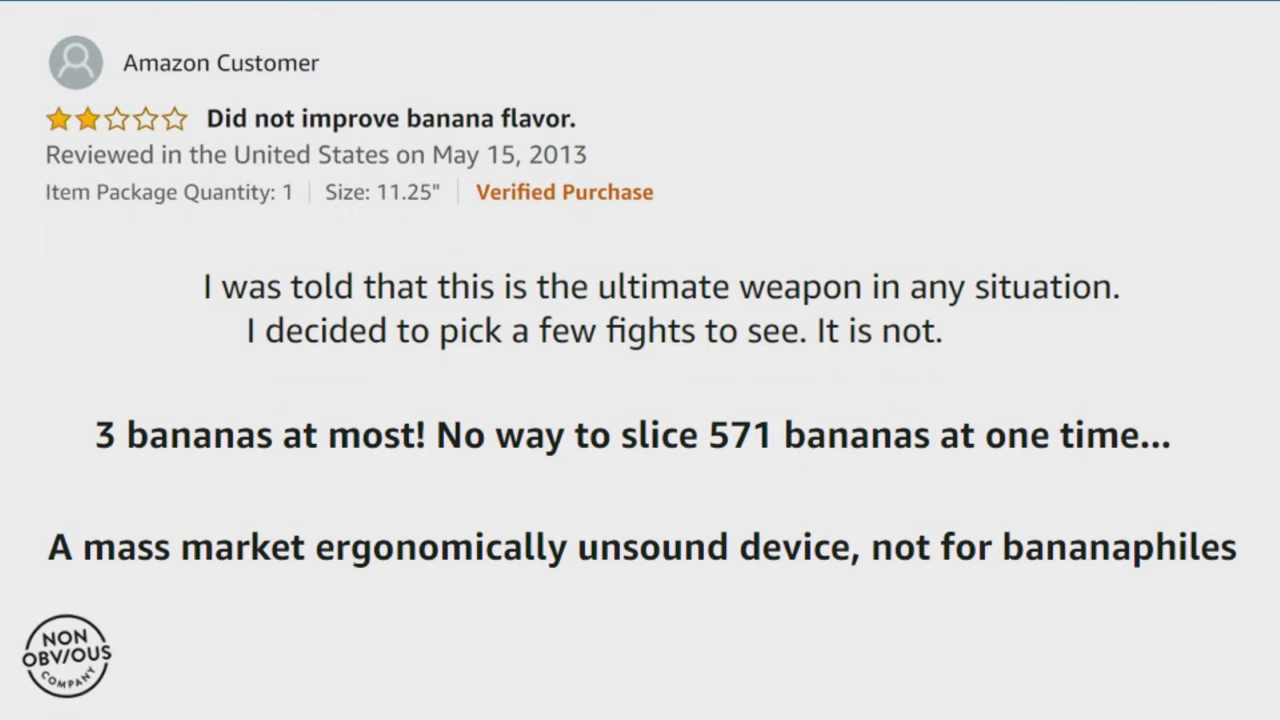 Amazon Customer
Did not improve banana flavor.
Reviewed in the United States on May 15, 2013
Item Package Quantity: 1 | Size: 11.25" | Verified Purchase
I was told that this is the ultimate weapon in any situation.
I decided to pick a few fights to see. It is not.
3 bananas at most! No way to slice 571 bananas at one time...
A mass market ergonomically unsound device, not for bananaphiles
NON
OBV/OUS
COMPANY